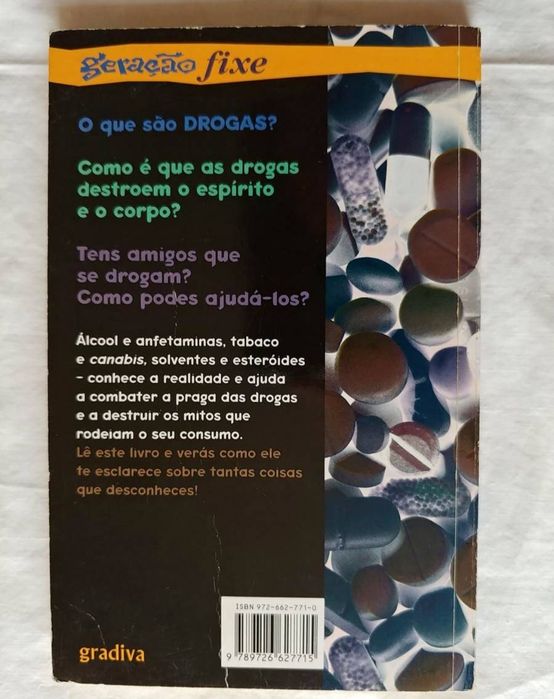 geração fixe
O que são DROGAS?
Como é que as drogas
destroem o espírito
e o corpo?
Tens amigos que
se drogam?
Como podes ajudá-los?
Álcool e anfetaminas, tabaco
e canabis, solventes e esteróides
– conhece a realidade e ajuda
a combater a praga das drogas
e a destruir os mitos que
rodeiam o seu consumo.
Lê este livro e verás como ele
te esclarece sobre tantas coisas
que desconheces!
ISBN 972-662-771-0
9 789726 627715
gradiva